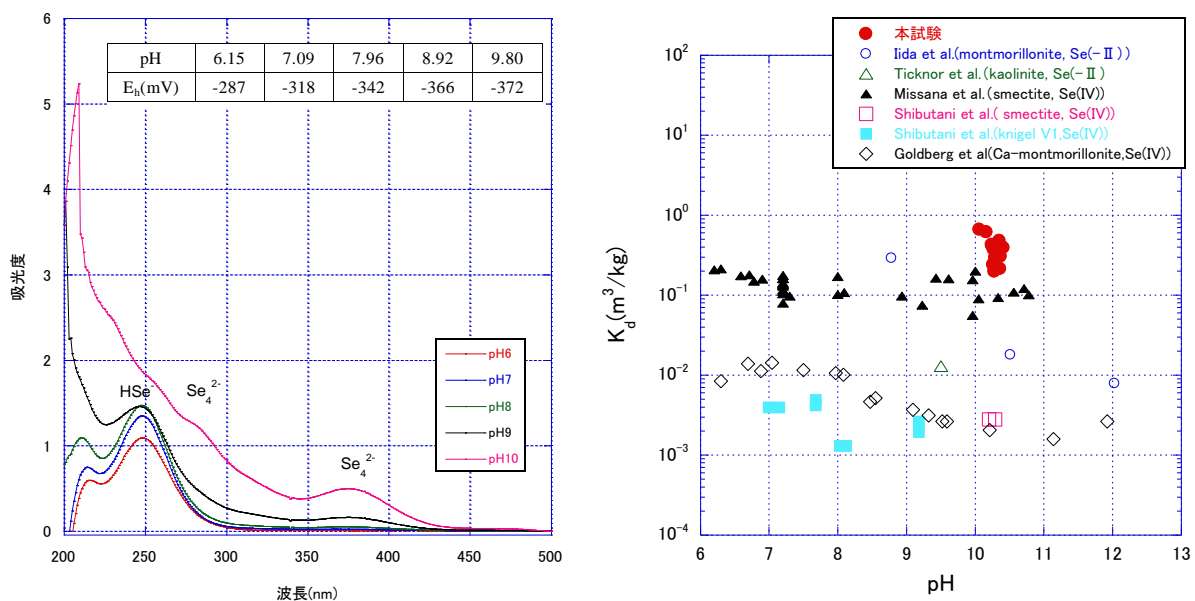 6
5
4
3
2
1
0
吸光度
pH 6.15 7.09 7.96 8.92 9.80
Eh(mV) -287 -318 -342 -366 -372
HSe-
Se4 2-
Se4 2-
pH6
pH7
pH8
pH9
pH10
200 250 300 350 400 450 500
波長(nm)
本試験
Iida et al.(montmorillonite, Se(-Ⅱ))
Ticknor et al.(kaolinite, Se(-Ⅱ)
Missana et al.(smectite, Se(IV))
Shibutani et al.( smectite, Se(IV))
Shibutani et al.(knigel V1,Se(IV))
Goldberg et al(Ca-montmorillonite,Se(IV))
10^2
10^1
10^0
10^-1
10^-2
10^-3
10^-4
Kd(m^3/kg)
6 7 8 9 10 11 12 13
pH